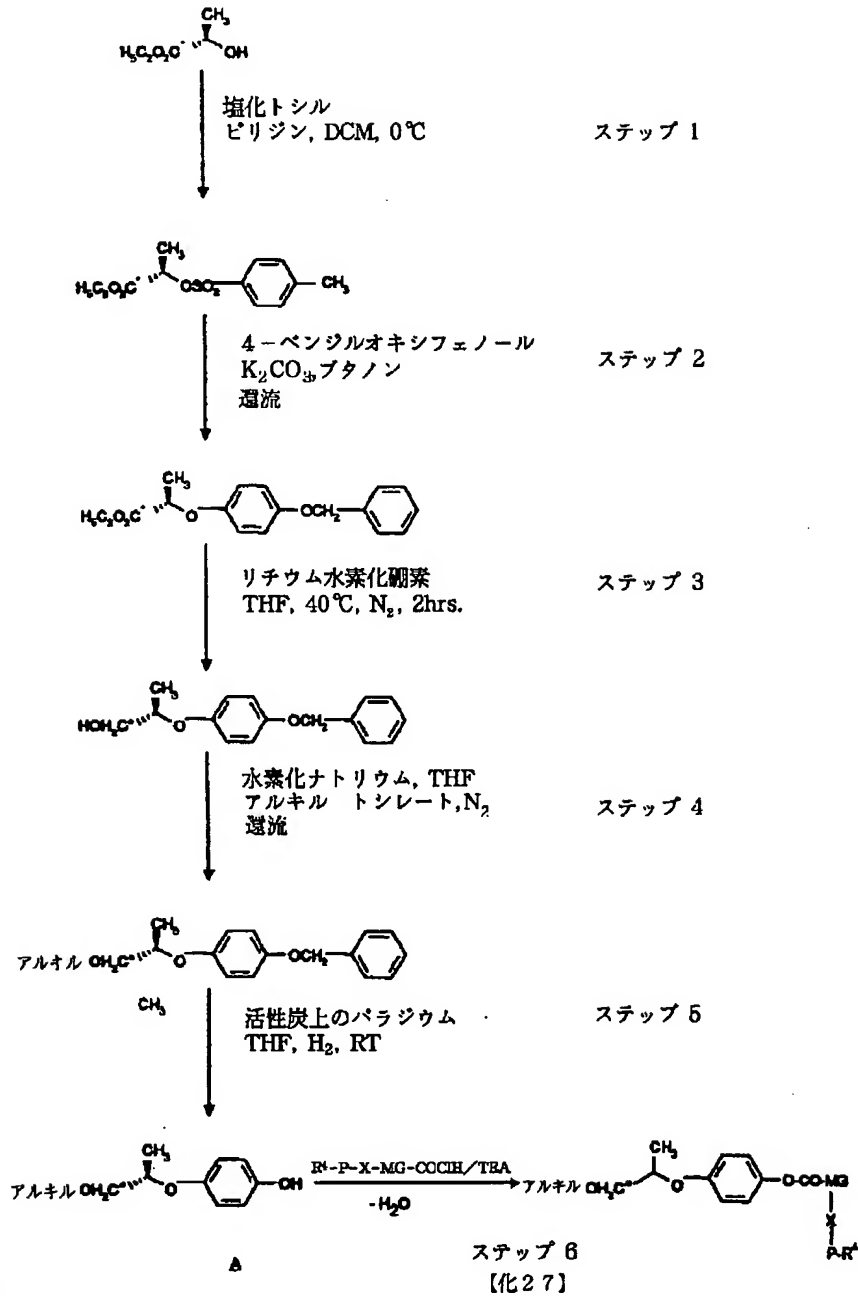 CH₃
H₅C₂O₂C* OH
塩化トシル
ピリジン, DCM, 0℃
ステップ 1
CH₃
H₅C₂O₂C* OSO₂ CH₃
4-ベンジルオキシフェノール
K₂CO₃,ブタノン
還流
ステップ 2
CH₃
H₅C₂O₂C* O OCH₂
リチウム水素化硼素
THF, 40℃, N₂, 2hrs.
ステップ 3
CH₃
HOH₂C* O OCH₂
水素化ナトリウム, THF
アルキル トシレート,N₂
還流
ステップ 4
CH₃
アルキル OH₂C* O OCH₂
CH₃
活性炭上のパラジウム
THF, H₂, RT
ステップ 5
CH₃
アルキル OH₂C* O OH
R⁴-P-X-MG-COClH/TEA
-H₂O
CH₃
アルキル OH₂C* O O-CO-MG
X
P-R⁴
A
ステップ 6
【化27】